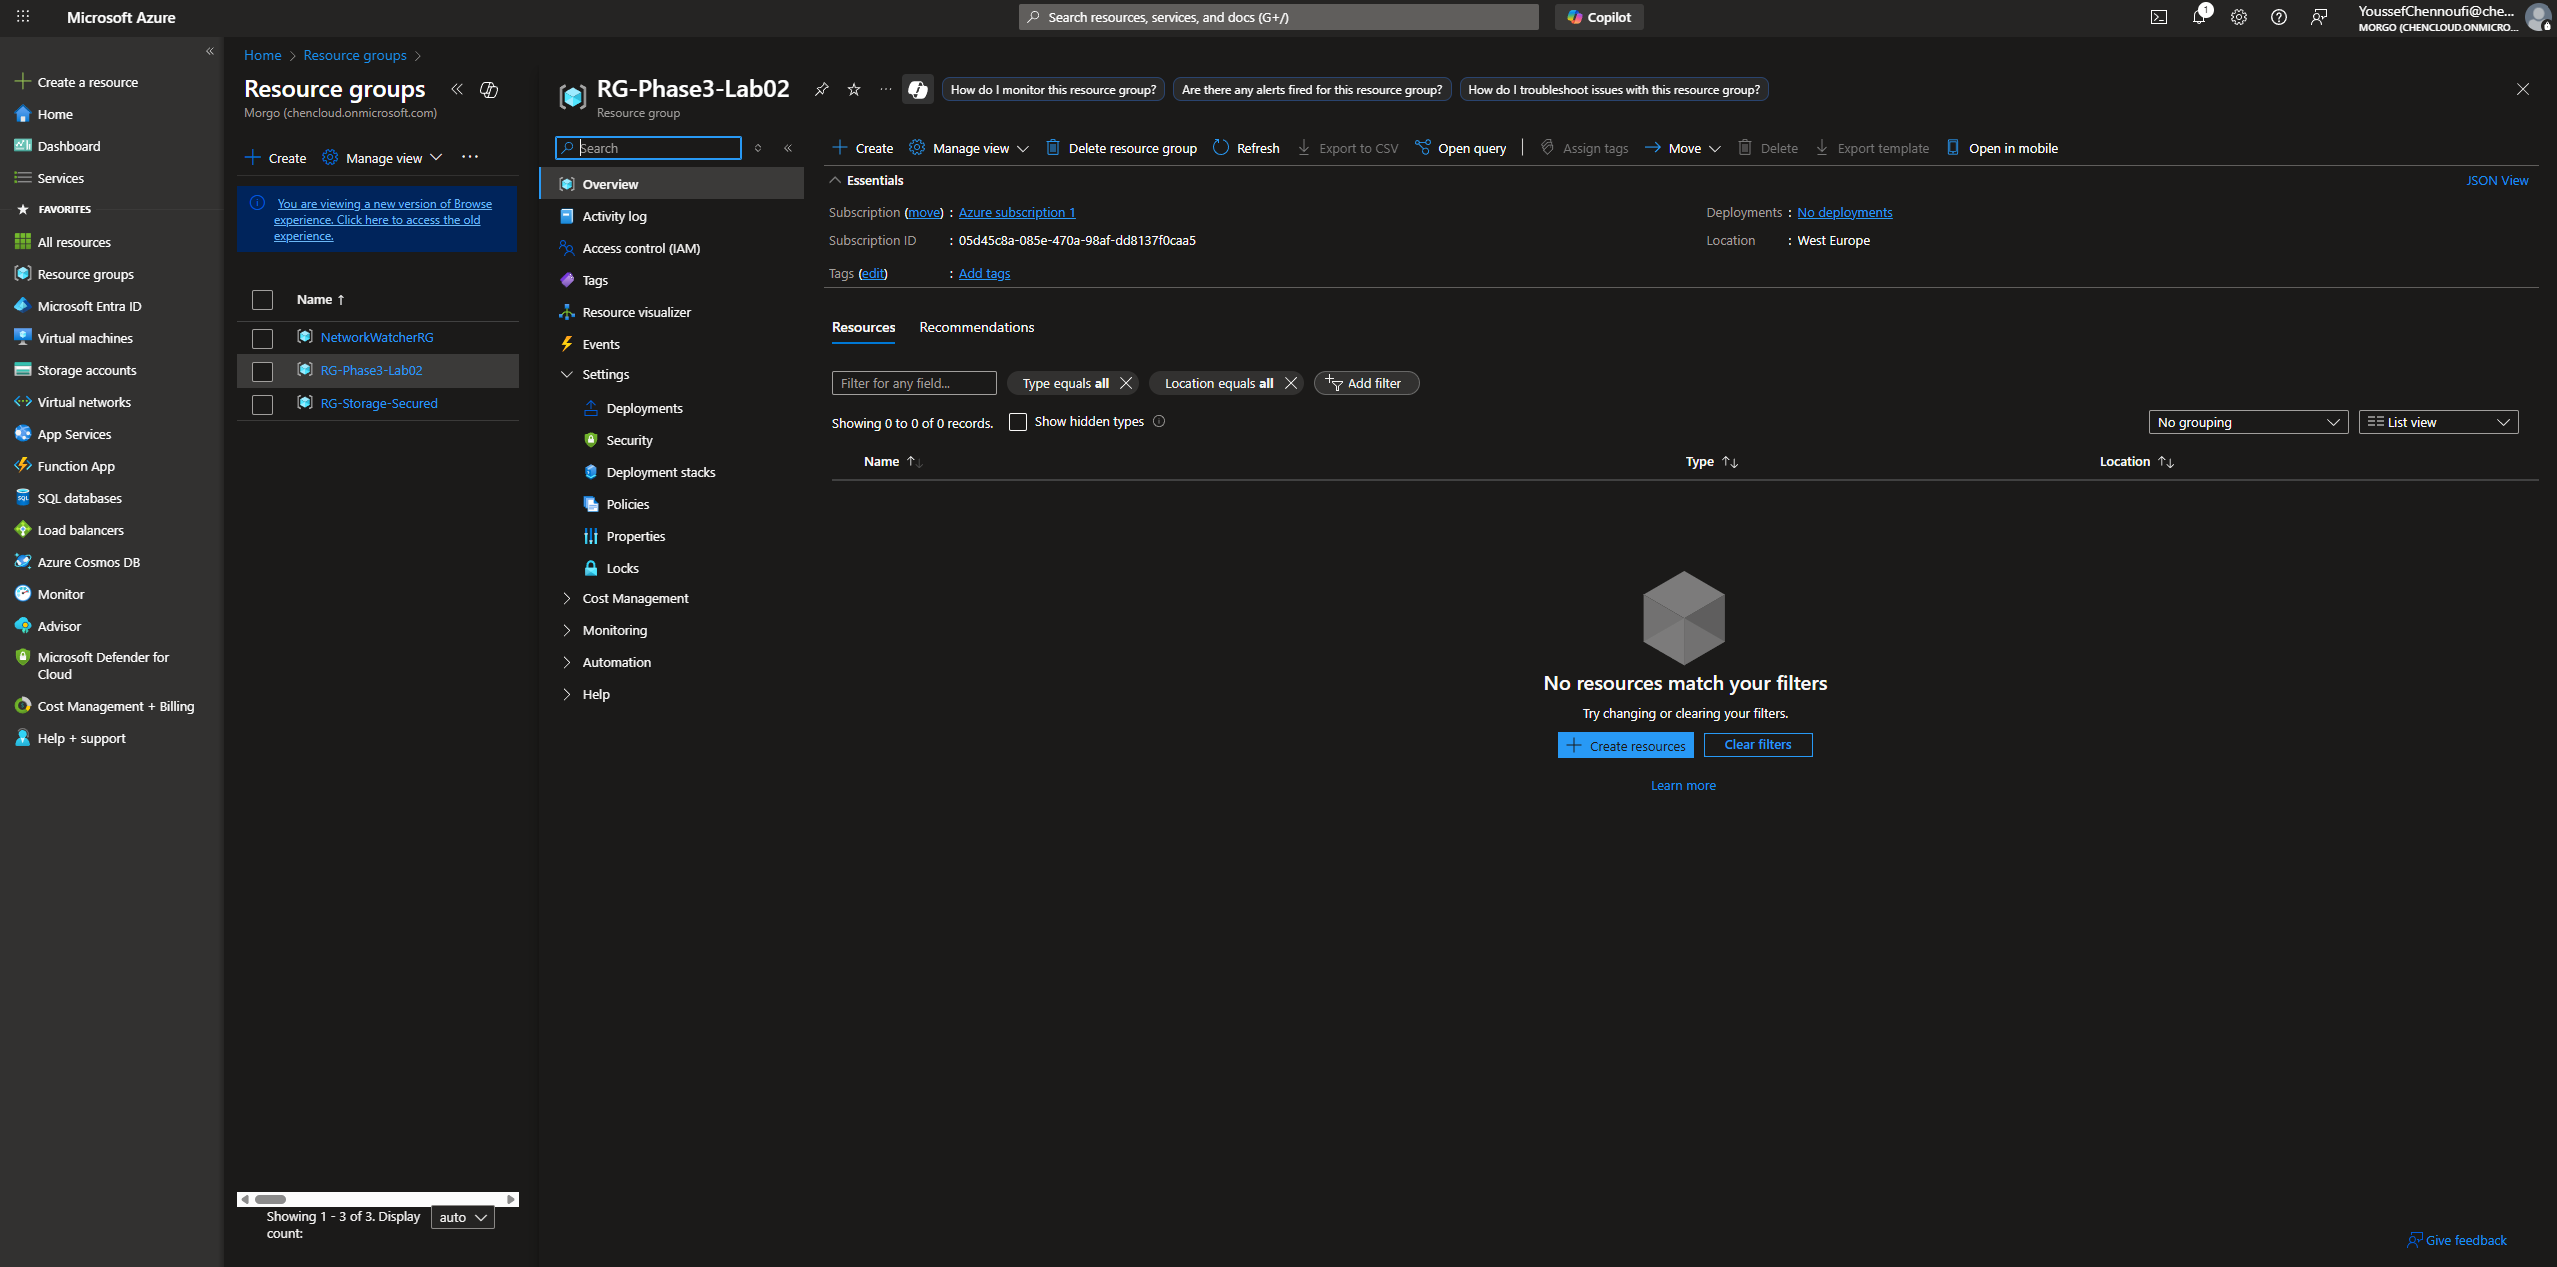 Microsoft Azure
Search resources, services, and docs (G+/)
Copilot
1
YoussefChennoufi@che...
MORGO (CHENCLOUD.ONMICRO...
Create a resource
Home
Dashboard
Services
FAVORITES
All resources
Resource groups
Microsoft Entra ID
Virtual machines
Storage accounts
Virtual networks
App Services
Function App
SQL databases
Load balancers
Azure Cosmos DB
Monitor
Advisor
Microsoft Defender for
Cloud
Cost Management + Billing
Help + support
Home > Resource groups >
Resource groups
Morgo (chencloud.onmicrosoft.com)
Create
Manage view
You are viewing a new version of Browse
experience. Click here to access the old
experience.
Name ↑
NetworkWatcherRG
RG-Phase3-Lab02
RG-Storage-Secured
Showing 1 - 3 of 3. Display
count:
auto
RG-Phase3-Lab02
Resource group
How do I monitor this resource group?
Are there any alerts fired for this resource group?
How do I troubleshoot issues with this resource group?
Search
Overview
Activity log
Access control (IAM)
Tags
Resource visualizer
Events
Settings
Deployments
Security
Deployment stacks
Policies
Properties
Locks
Cost Management
Monitoring
Automation
Help
Create
Manage view
Delete resource group
Refresh
Export to CSV
Open query
Assign tags
Move
Delete
Export template
Open in mobile
Essentials
JSON View
Subscription (move) : Azure subscription 1
Subscription ID : 05d45c8a-085e-470a-98af-dd8137f0caa5
Tags (edit) : Add tags
Deployments : No deployments
Location : West Europe
Resources
Recommendations
Filter for any field...
Type equals all
Location equals all
Add filter
Showing 0 to 0 of 0 records.
Show hidden types
No grouping
List view
Name ↑↓
Type ↑↓
Location ↑↓
No resources match your filters
Try changing or clearing your filters.
Create resources
Clear filters
Learn more
Give feedback